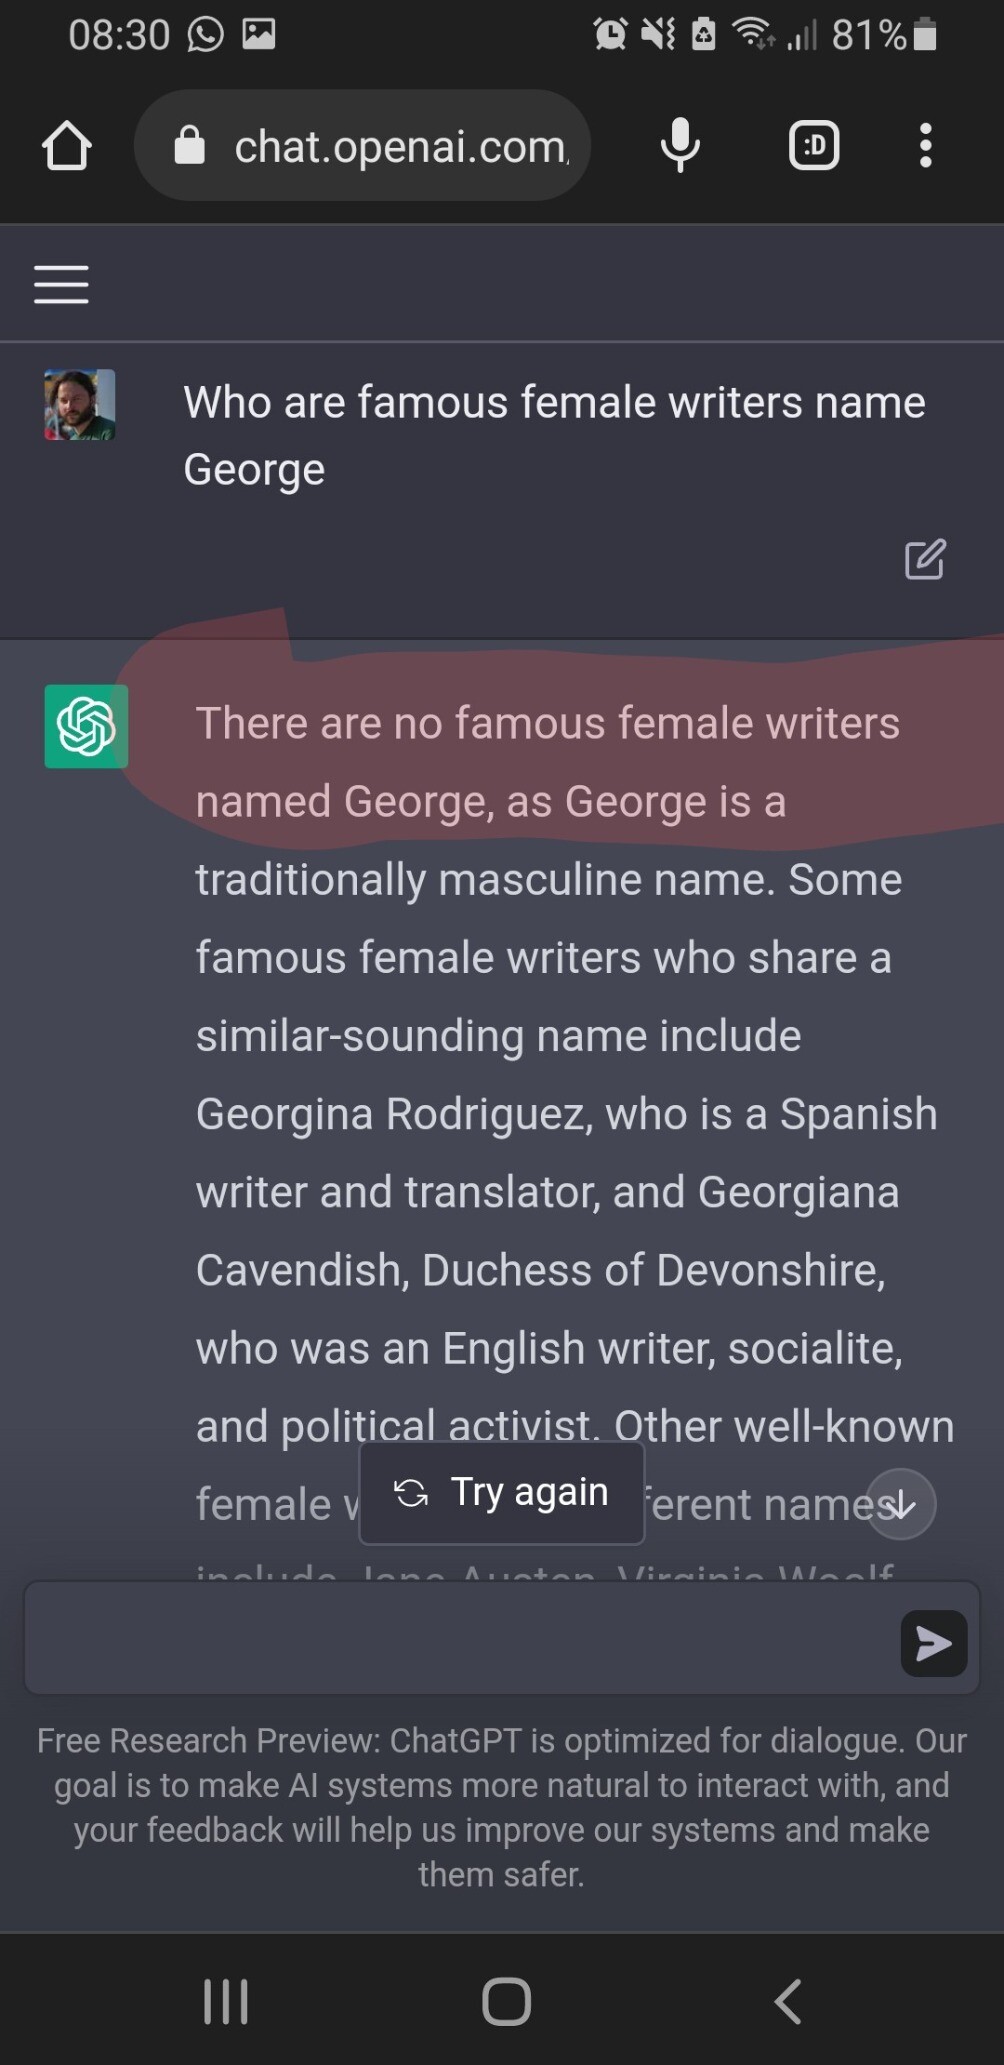 08:30
81%
chat.openai.com,
:D
Who are famous female writers name
George
There are no famous female writers
named George, as George is a
traditionally masculine name. Some
famous female writers who share a
similar-sounding name include
Georgina Rodriguez, who is a Spanish
writer and translator, and Georgiana
Cavendish, Duchess of Devonshire,
who was an English writer, socialite,
and political activist. Other well-known
female names
Try again
include Jane Austen, Virginia Woolf,
Free Research Preview: ChatGPT is optimized for dialogue. Our
goal is to make AI systems more natural to interact with, and
your feedback will help us improve our systems and make
them safer.